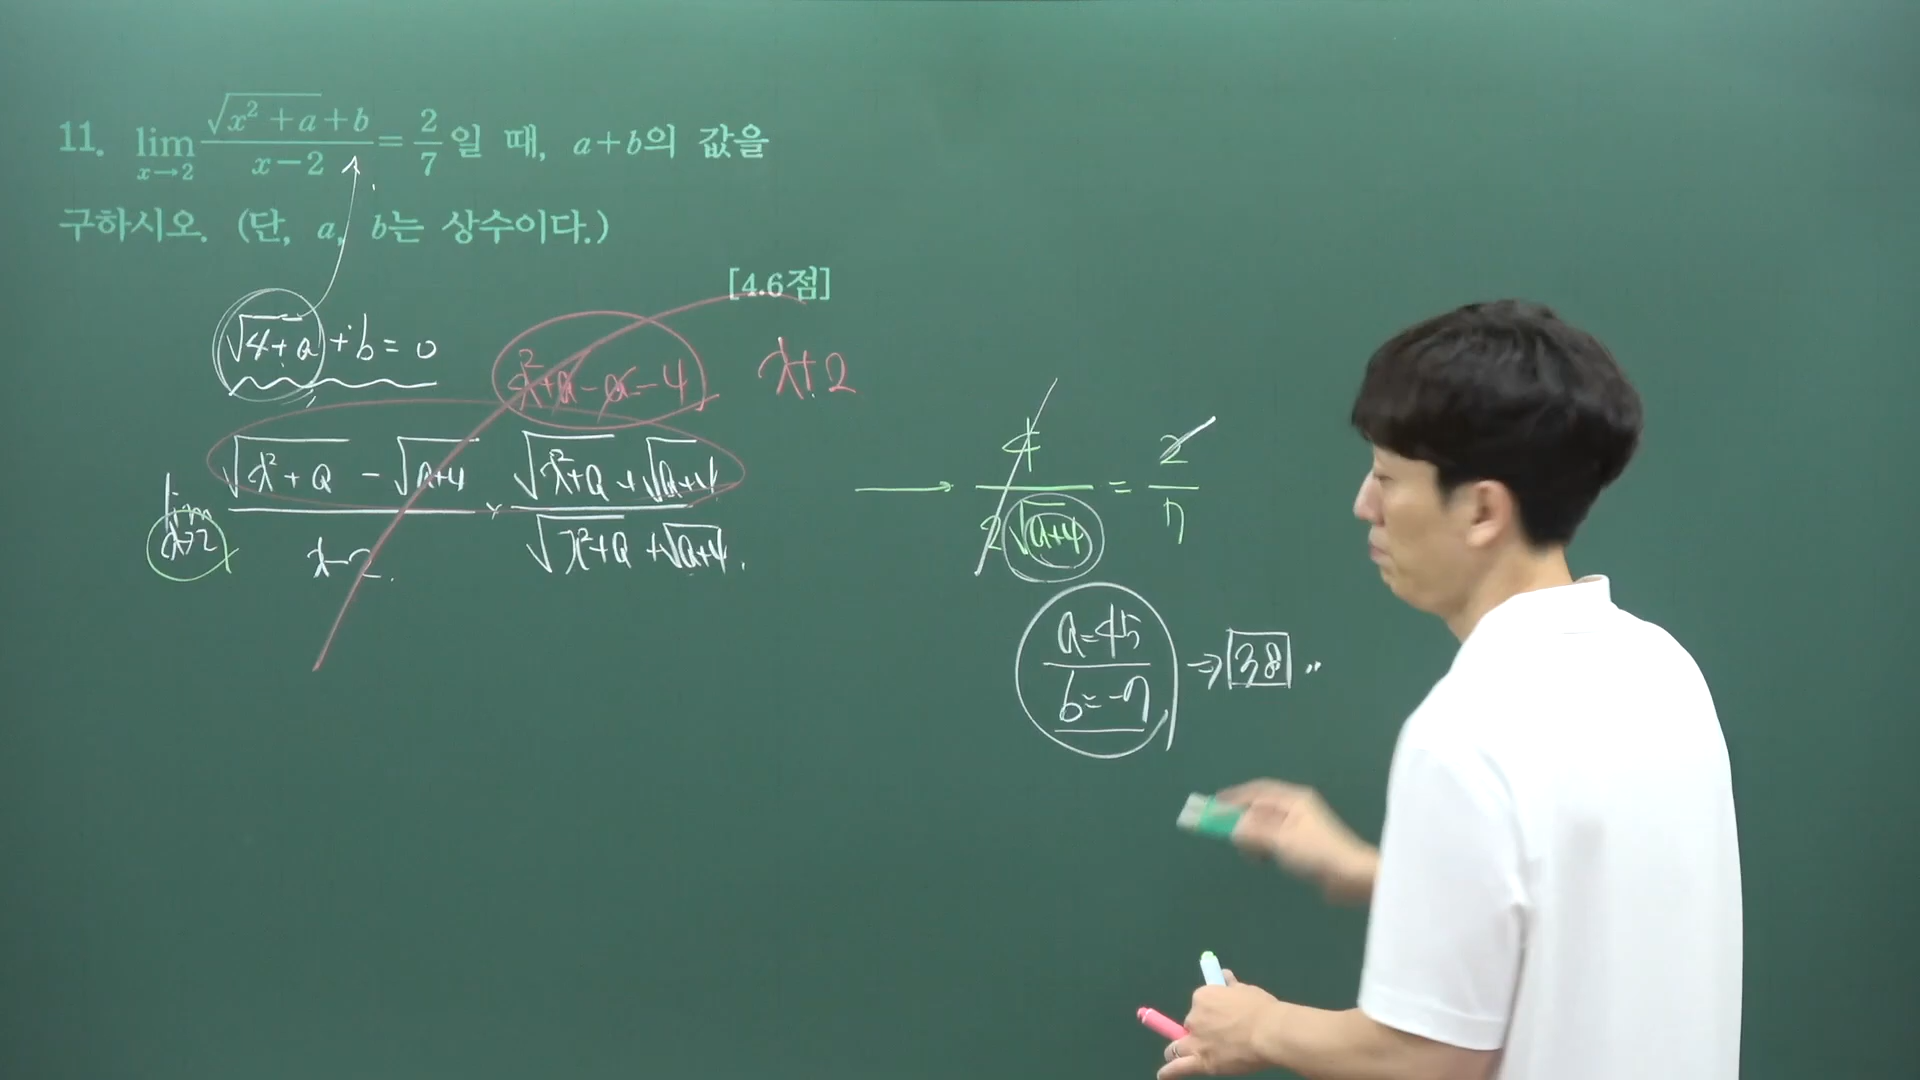 11. lim x→2 (√(x²+a)+b)/(x−2) = 2/7 일 때, a+b의 값을
구하시오. (단, a, b는 상수이다.)
[4.6점]
√(4+a) + b = 0
x²+a−a−4
x+2
lim x→2 (√(x²+a) − √(a+4))/(x−2) × (√(x²+a) + √(a+4))/(√(x²+a) + √(a+4))
→ 4/(2√(a+4)) = 2/7
a=45
b=-7
→ 38